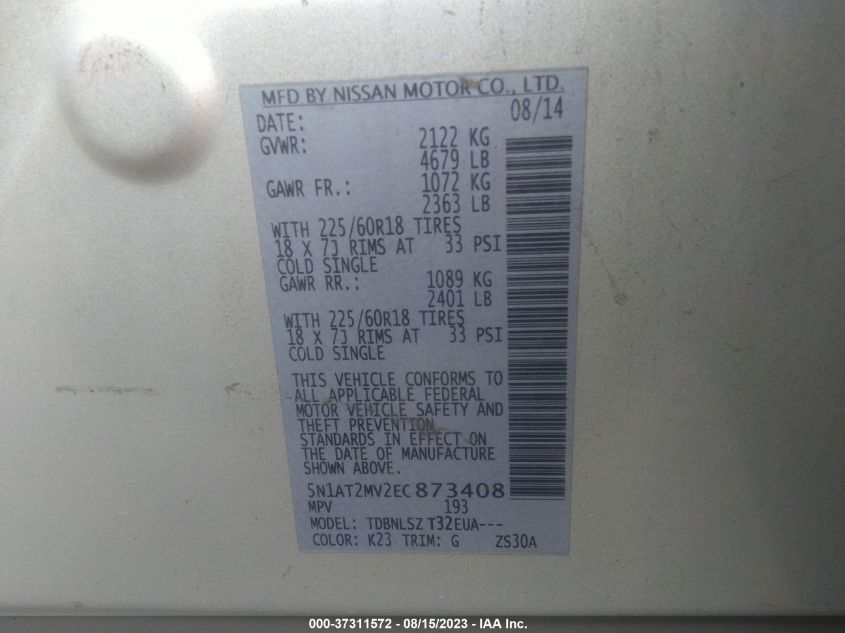 MFD BY NISSAN MOTOR CO., LTD.
DATE: 08/14
GVWR: 2122 KG
4679 LB
GAWR FR.: 1072 KG
2363 LB
WITH 225/60R18 TIRES
18 X 7J RIMS AT 33 PSI
COLD SINGLE
GAWR RR.: 1089 KG
2401 LB
WITH 225/60R18 TIRES
18 X 7J RIMS AT 33 PSI
COLD SINGLE
THIS VEHICLE CONFORMS TO
ALL APPLICABLE FEDERAL
MOTOR VEHICLE SAFETY AND
THEFT PREVENTION
STANDARDS IN EFFECT ON
THE DATE OF MANUFACTURE
SHOWN ABOVE.
5N1AT2MV2EC873408
MPV 193
MODEL: TDBNLSZ T32EUA---
COLOR: K23 TRIM: G ZS30A
000-37311572 - 08/15/2023 - IAA Inc.